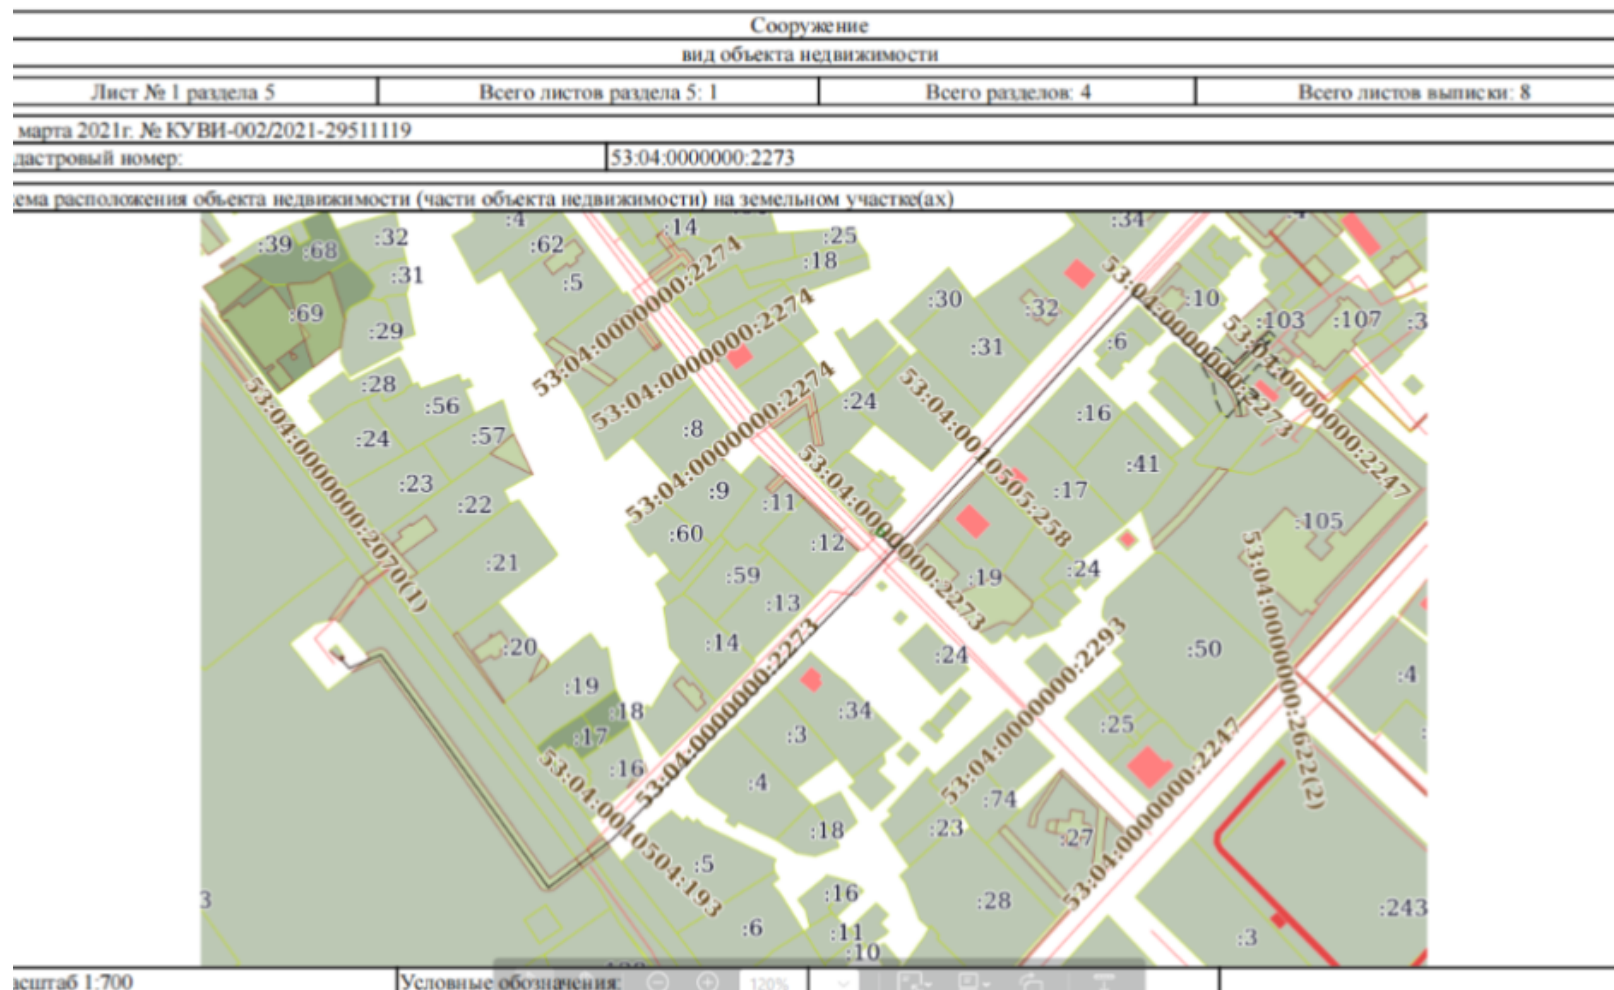 Сооружение
вид объекта недвижимости
Лист № 1 раздела 5 Всего листов раздела 5: 1 Всего разделов: 4 Всего листов выписки: 8
марта 2021г. № КУВИ-002/2021-29511119
дастровый номер: 53:04:0000000:2273
ема расположения объекта недвижимости (части объекта недвижимости) на земельном участке(ах)
:39 :68 :32 :4 :62 :14 :25 :34
:31 :5 :18
:69 :29 :30 :32 :10 :103 :107 :3
:31 :6
53:04:0000000:2274
53:04:0000000:2274
53:04:0000000:2274
53:04:0000000:2273
53:04:0000000:2247
:28 :56 :24 :57 :8 :24 :16
53:04:0000000:2070(1)
53:04:0010505:258
:23 :22 :9 :11 :17 :41
:21 :60 :12 :59 :13 :19 :24 :105
53:04:0000000:2273
53:04:0000000:2622(2)
:20 :14 :24 :50
:19 :18 :17 :16 :34 :3 :4 :25 :4
53:04:0000000:2273
53:04:0000000:2293
53:04:0000000:2247
53:04:0010504:193
:74 :23 :27 :18
:5 :16 :28 :243
3 :6 :11 :10 :3
асштаб 1:700 Условные обозначения:
120%